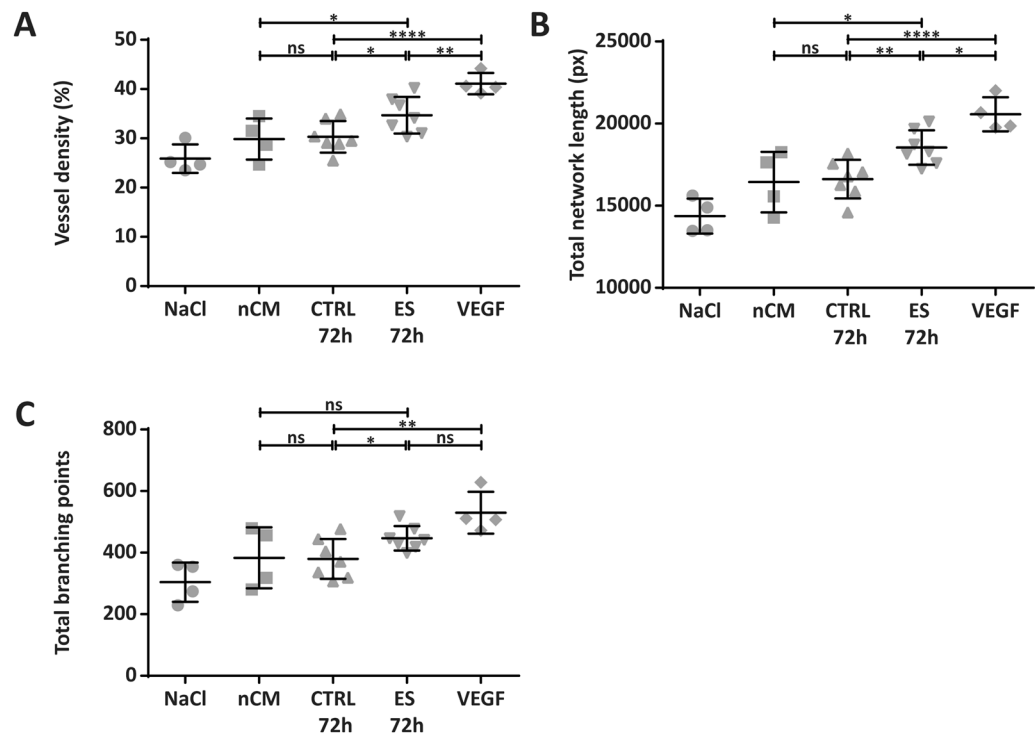 A
*
****
ns * **
Vessel density (%)
50
40
30
20
10
0
NaCl nCM CTRL ES VEGF
72h 72h
B
*
****
ns ** *
Total network length (px)
25000
20000
15000
10000
NaCl nCM CTRL ES VEGF
72h 72h
C
ns
**
ns * ns
Total branching points
800
600
400
200
0
NaCl nCM CTRL ES VEGF
72h 72h